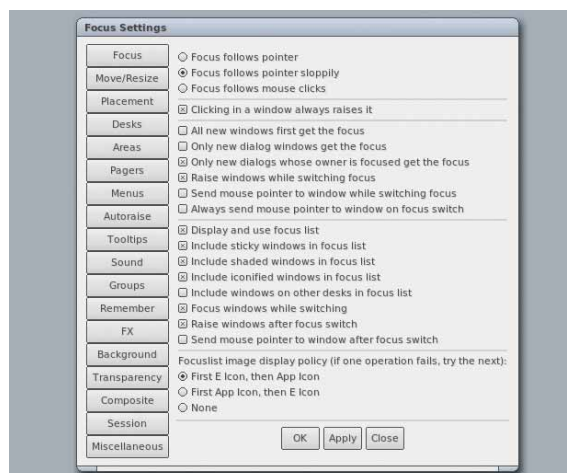 Focus Settings
Focus
Move/Resize
Placement
Desks
Areas
Pagers
Menus
Autoraise
Tooltips
Sound
Groups
Remember
FX
Background
Transparency
Composite
Session
Miscellaneous
Focus follows pointer
Focus follows pointer sloppily
Focus follows mouse clicks
Clicking in a window always raises it
All new windows first get the focus
Only new dialog windows get the focus
Only new dialogs whose owner is focused get the focus
Raise windows while switching focus
Send mouse pointer to window while switching focus
Always send mouse pointer to window on focus switch
Display and use focus list
Include sticky windows in focus list
Include shaded windows in focus list
Include iconified windows in focus list
Include windows on other desks in focus list
Focus windows while switching
Raise windows after focus switch
Send mouse pointer to window after focus switch
Focuslist image display policy (if one operation fails, try the next):
First E Icon, then App Icon
First App Icon, then E Icon
None
OK Apply Close